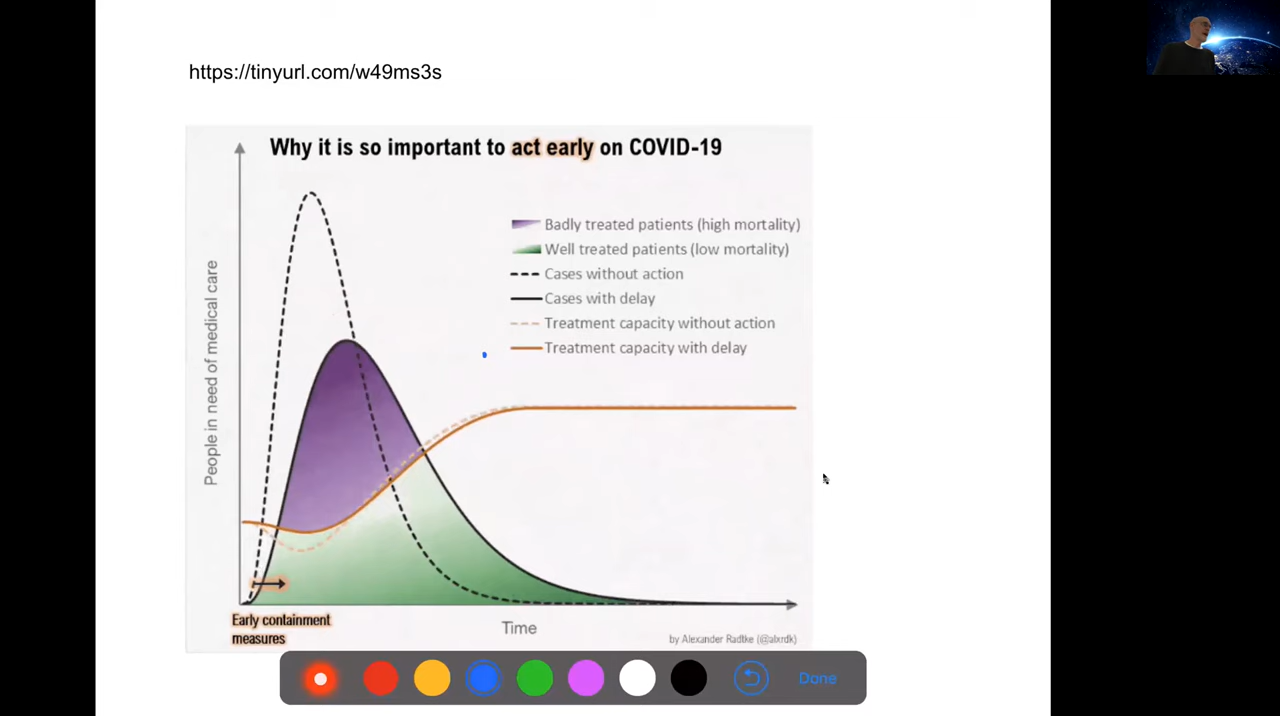 https://tinyurl.com/w49ms3s
Why it is so important to act early on COVID-19
Badly treated patients (high mortality)
Well treated patients (low mortality)
Cases without action
Cases with delay
Treatment capacity without action
Treatment capacity with delay
People in need of medical care
Early containment
measures
Time
by Alexander Radtke (@alxrdk)
Done